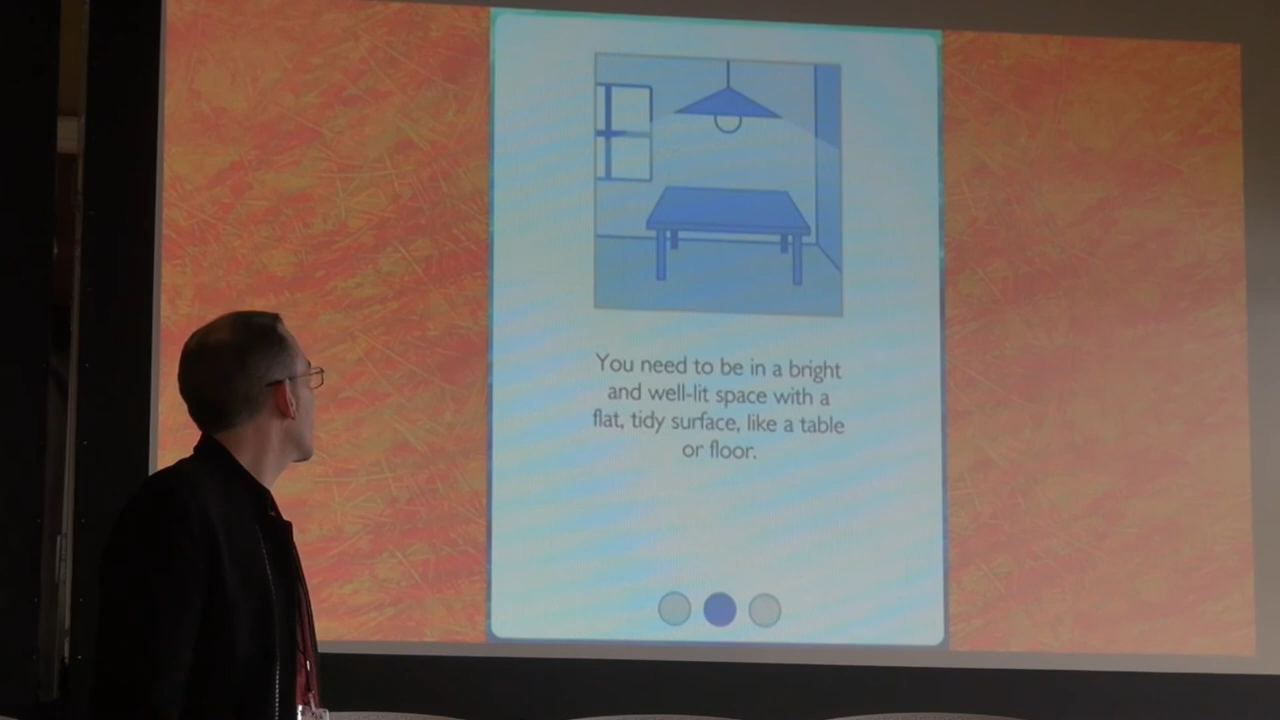 You need to be in a bright
and well-lit space with a
flat, tidy surface, like a table
or floor.